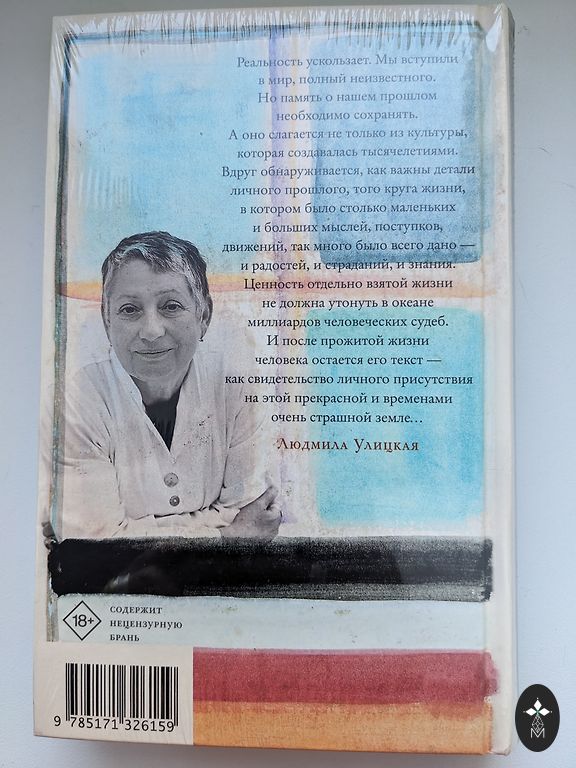 Реальность ускользает. Мы вступили
в мир, полный неизвестного.
Но память о нашем прошлом
необходимо сохранять.
А оно слагается не только из культуры,
которая создавалась тысячелетиями.
Вдруг обнаруживается, как важны детали
личного прошлого, того круга жизни,
в котором было столько маленьких
и больших мыслей, поступков,
движений, так много было всего дано —
и радостей, и страданий, и знания.
Ценность отдельно взятой жизни
не должна утонуть в океане
миллиардов человеческих судеб.
И после прожитой жизни
человека остается его текст —
как свидетельство личного присутствия
на этой прекрасной и временами
очень страшной земле...
Людмила Улицкая
18+
содержит
нецензурную
брань
9 785171 326159
М